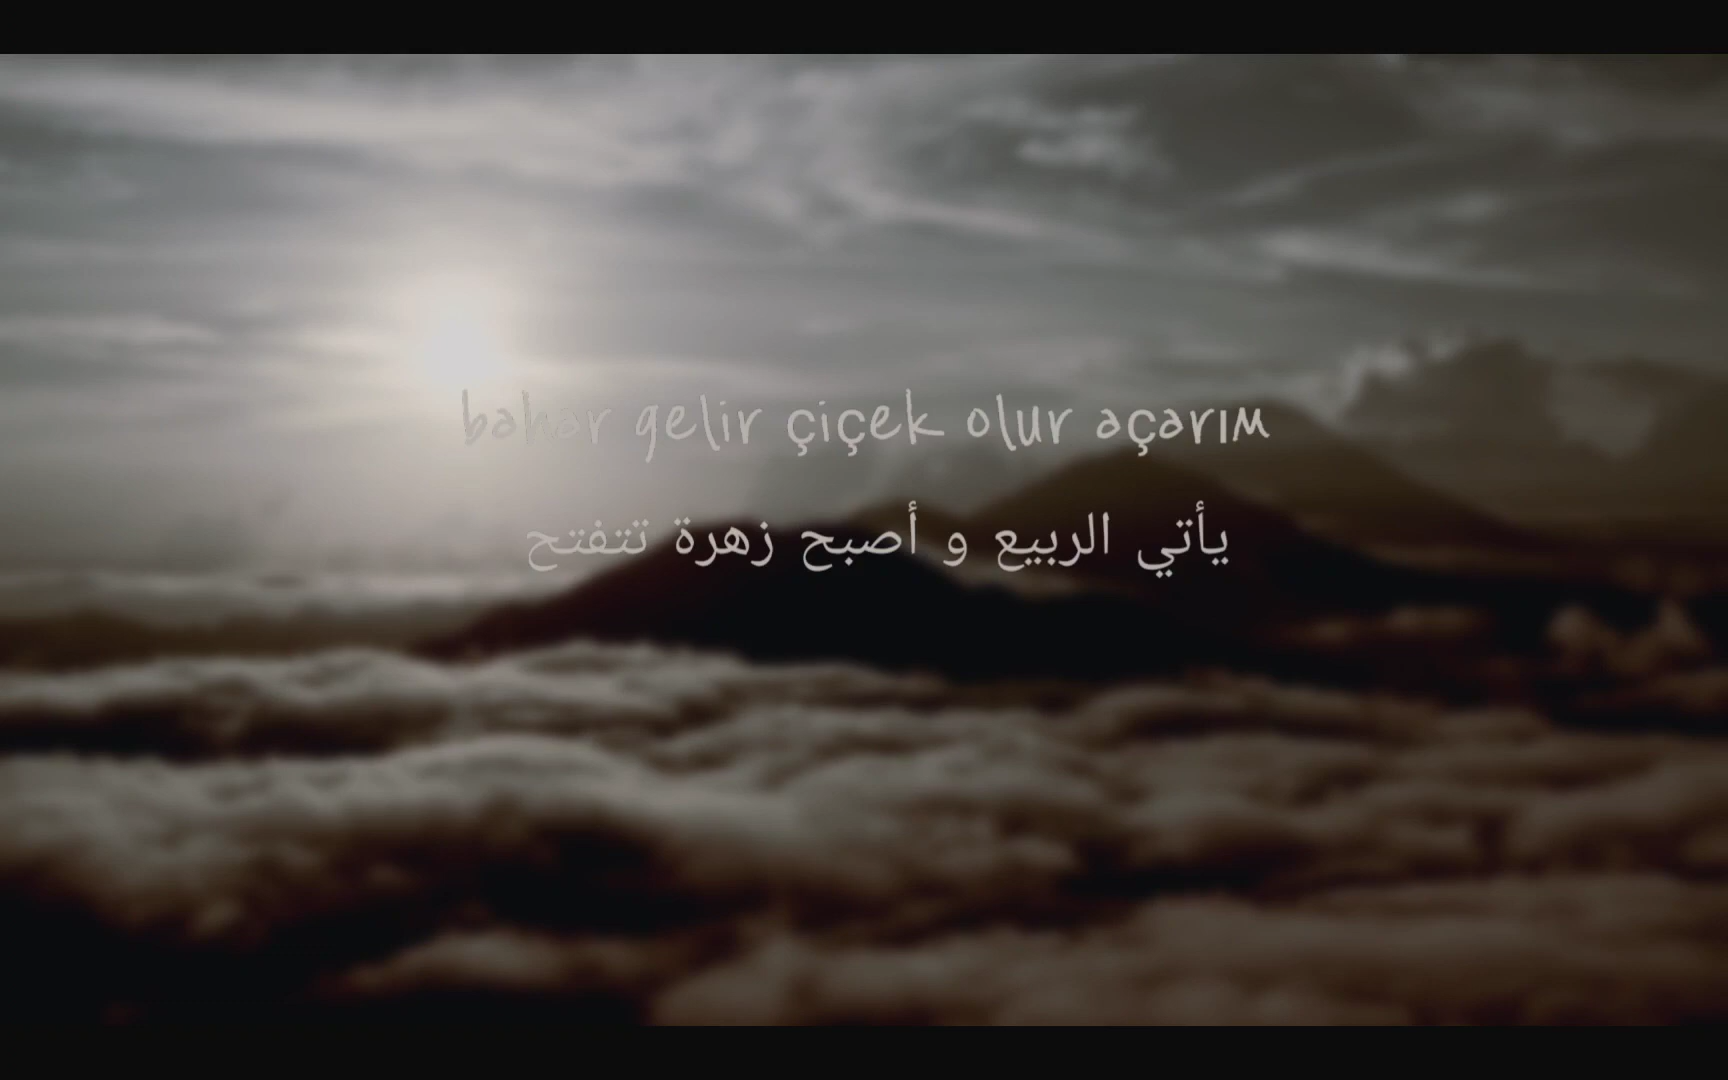 bahar gelir çiçek olur açarım
يأتي الربيع و أصبح زهرة تتفتح